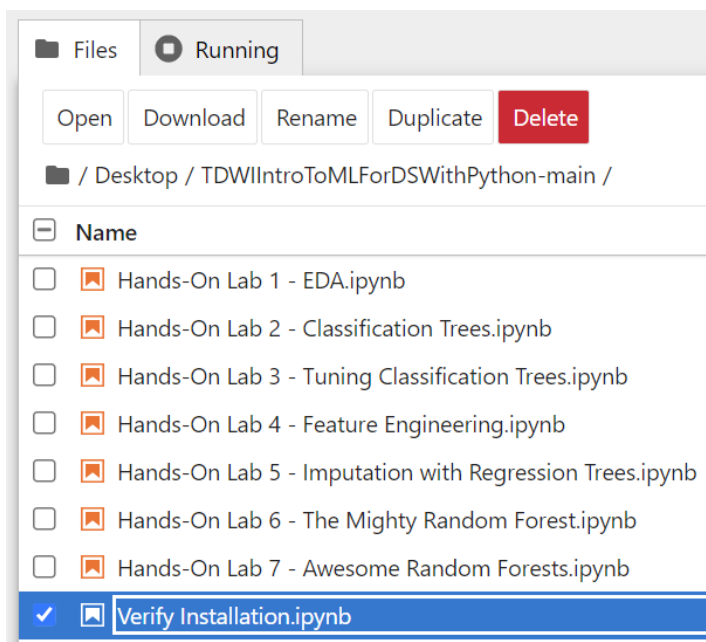 Files Running
Open Download Rename Duplicate Delete
/ Desktop / TDWIIntroToMLForDSWithPython-main /
Name
Hands-On Lab 1 - EDA.ipynb
Hands-On Lab 2 - Classification Trees.ipynb
Hands-On Lab 3 - Tuning Classification Trees.ipynb
Hands-On Lab 4 - Feature Engineering.ipynb
Hands-On Lab 5 - Imputation with Regression Trees.ipynb
Hands-On Lab 6 - The Mighty Random Forest.ipynb
Hands-On Lab 7 - Awesome Random Forests.ipynb
Verify Installation.ipynb